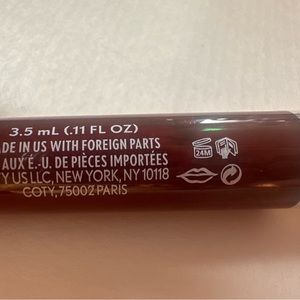 3.5 mL (.11 FL OZ)
ADE IN US WITH FOREIGN PARTS
AUX É.-U. DE PIÈCES IMPORTÉES
Y US LLC, NEW YORK, NY 10118
COTY, 75002 PARIS
24M